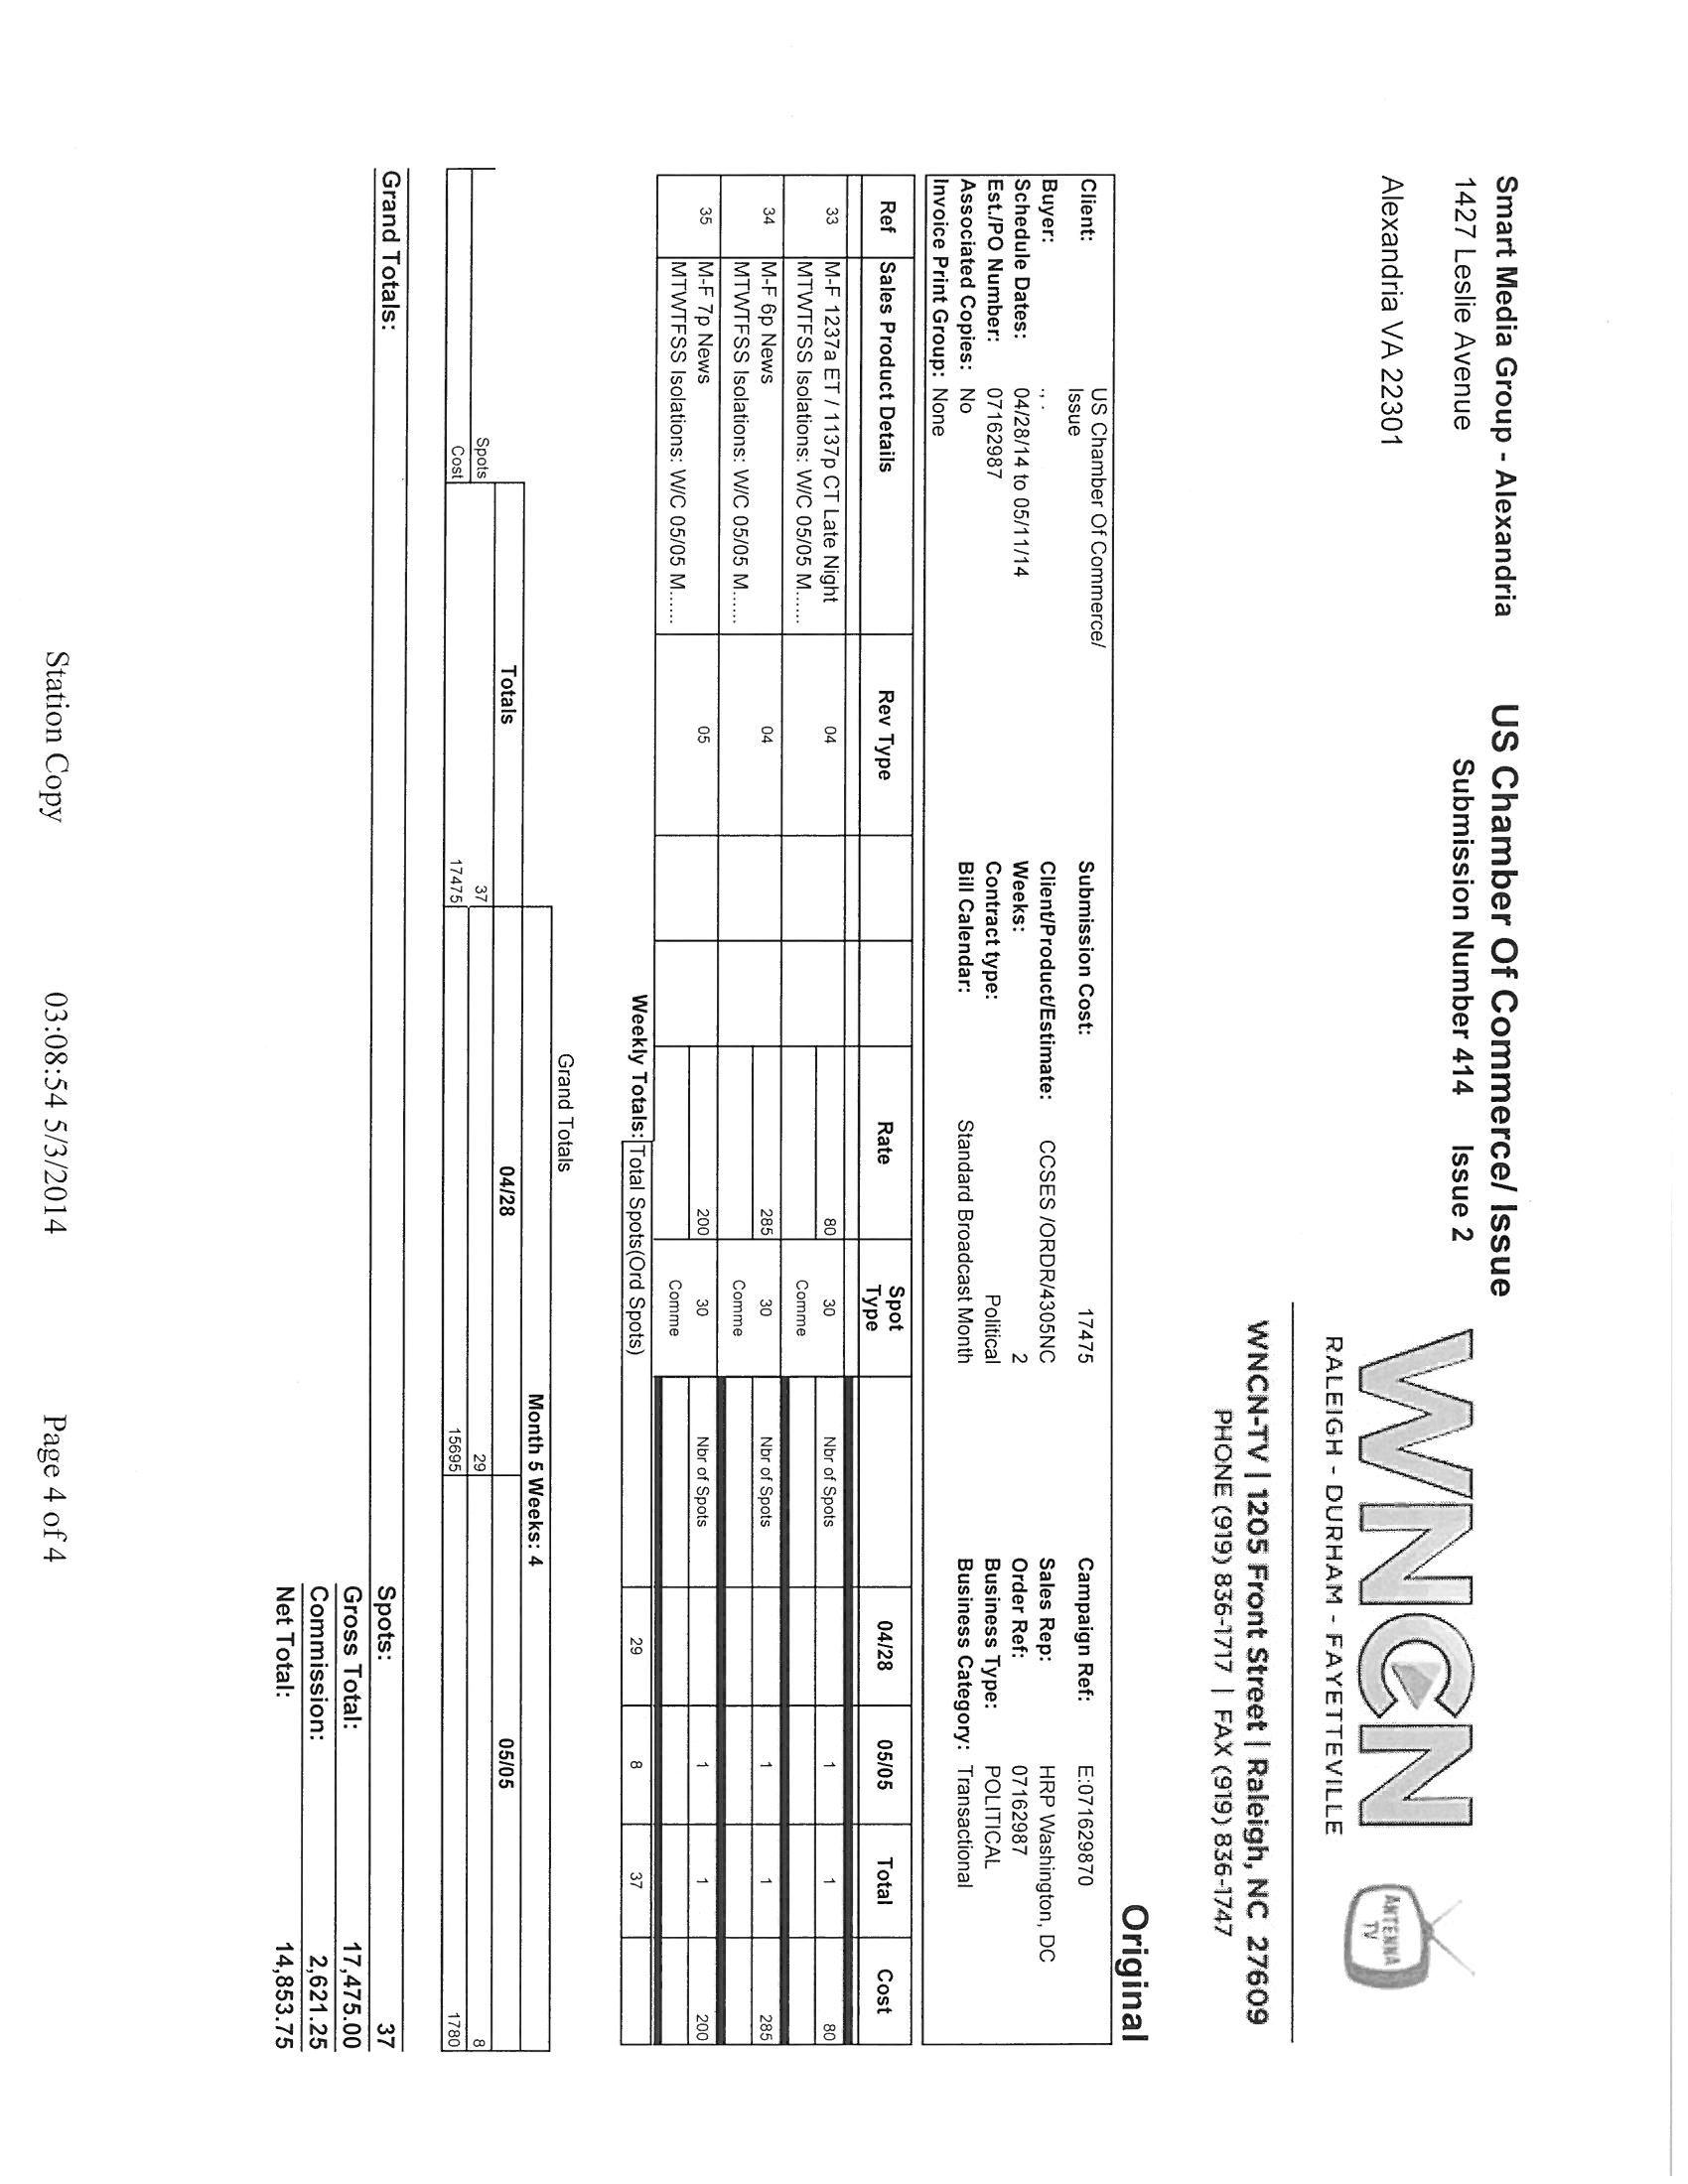 Smart Media Group - Alexandria
1427 Leslie Avenue
Alexandria VA 22301
US Chamber Of Commerce/ Issue
Submission Number 414 Issue 2
WNCN
ANTENNA
TV
RALEIGH - DURHAM - FAYETTEVILLE
WNCN-TV | 1205 Front Street | Raleigh, NC 27609
PHONE (919) 836-1717 | FAX (919) 836-1747
Original
Client: US Chamber Of Commerce/ Submission Cost: 17475 Campaign Ref: E:071629870
Issue
Buyer: ., . Client/Product/Estimate: CCSES /ORDR/4305NC Sales Rep: HRP Washington, DC
Schedule Dates: 04/28/14 to 05/11/14 Weeks: 2 Order Ref: 07162987
Est./PO Number: 07162987 Contract type: Political Business Type: POLITICAL
Associated Copies: No Bill Calendar: Standard Broadcast Month Business Category: Transactional
Invoice Print Group: None
Ref Sales Product Details Rev Type Rate Spot Type 04/28 05/05 Total Cost
33 M-F 1237a ET / 1137p CT Late Night 04 80 30 Nbr of Spots 1 1 80
MTWTFSS Isolations: W/C 05/05 M...... Comme
34 M-F 6p News 04 285 30 Nbr of Spots 1 1 285
MTWTFSS Isolations: W/C 05/05 M...... Comme
35 M-F 7p News 05 200 30 Nbr of Spots 1 1 200
MTWTFSS Isolations: W/C 05/05 M...... Comme
Weekly Totals: Total Spots(Ord Spots) 29 8 37
Grand Totals
Month 5 Weeks: 4
Totals 04/28 05/05
Spots 37 29 8
Cost 17475 15695 1780
Grand Totals: Spots: 37
Gross Total: 17,475.00
Commission: 2,621.25
Net Total: 14,853.75
Station Copy 03:08:54 5/3/2014 Page 4 of 4